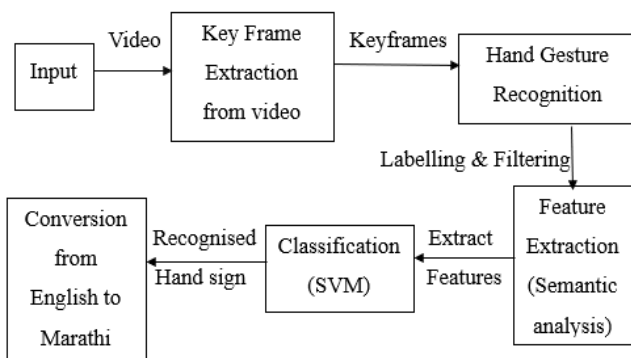 Input
Video
Key Frame
Extraction
from video
Keyframes
Hand Gesture
Recognition
Labelling & Filtering
Feature
Extraction
(Semantic
analysis)
Extract
Features
Classification
(SVM)
Recognised
Hand sign
Conversion
from
English to
Marathi